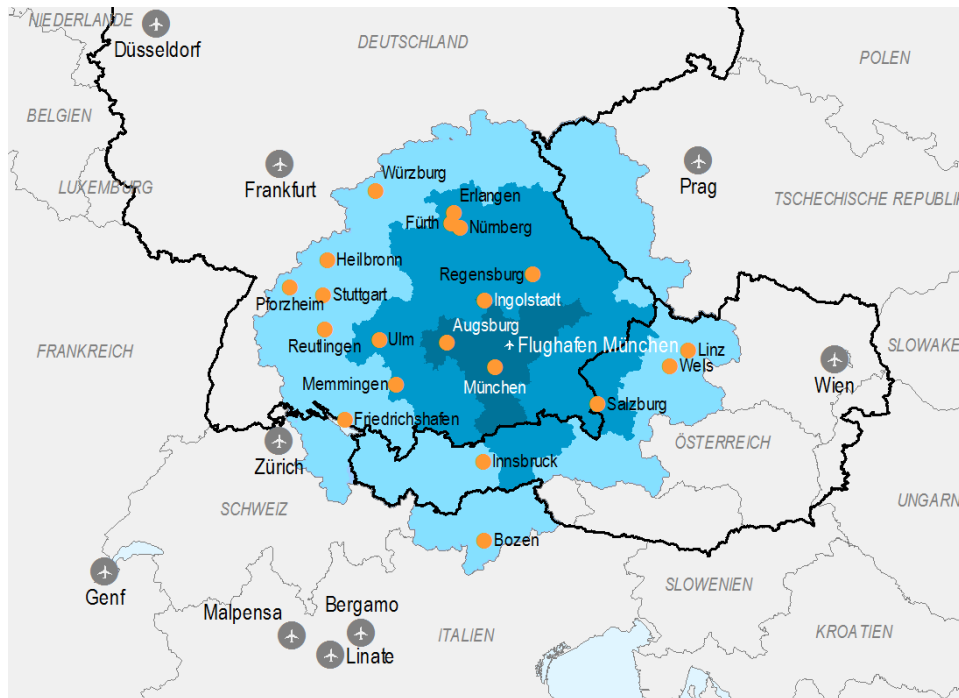 NIEDERLANDE
Düsseldorf
DEUTSCHLAND
POLEN
BELGIEN
LUXEMBURG
Frankfurt
Würzburg
Prag
Erlangen
TSCHECHISCHE REPUBLIK
Fürth
Nürnberg
Heilbronn
Regensburg
Pforzheim
Stuttgart
Ingolstadt
Augsburg
Reutlingen
Ulm
Flughafen München
Linz
FRANKREICH
SLOWAKE
Wels
Wien
Memmingen
München
Salzburg
Friedrichshafen
ÖSTERREICH
Zürich
Innsbruck
SCHWEIZ
UNGARN
Bozen
Genf
SLOWENIEN
Malpensa
Bergamo
ITALIEN
KROATIEN
Linate